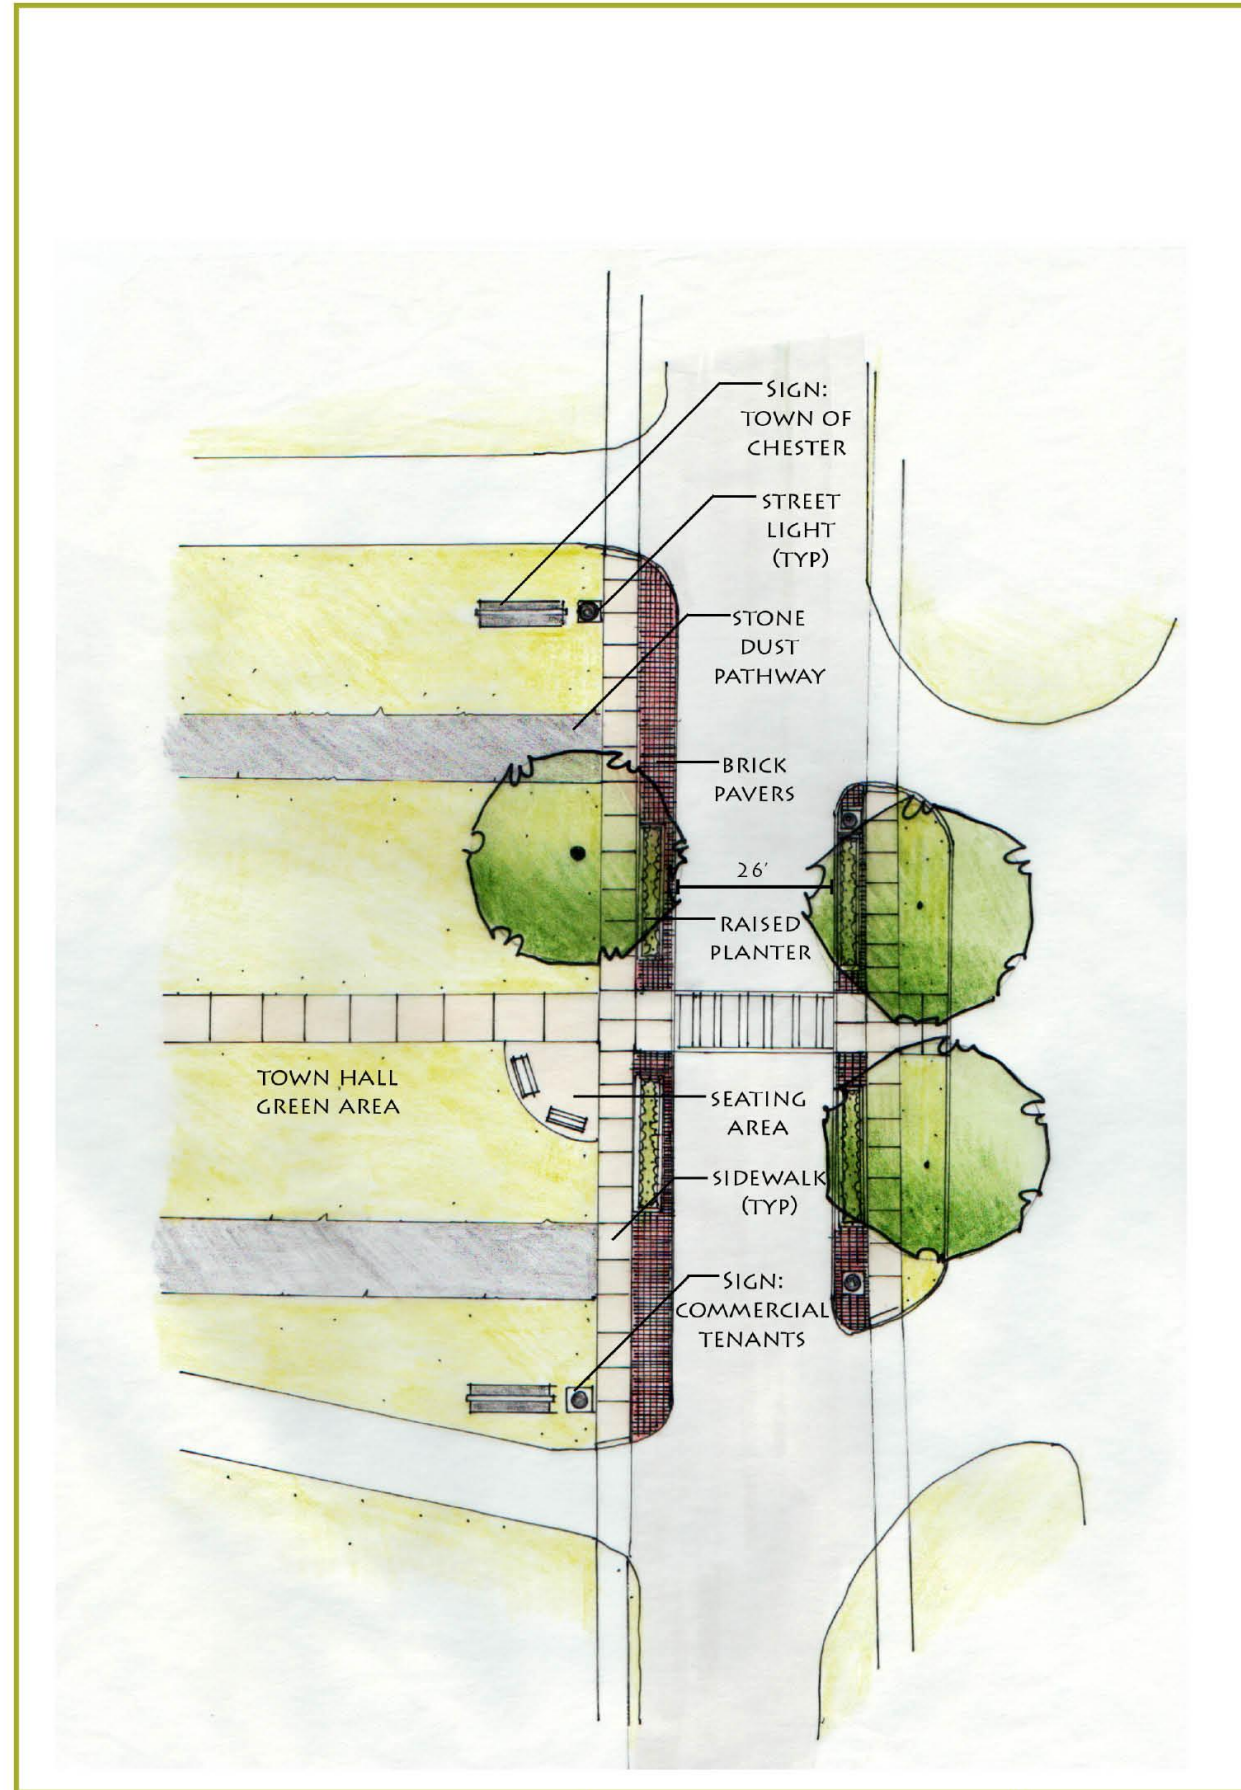 SIGN:
TOWN OF
CHESTER
STREET
LIGHT
(TYP)
STONE
DUST
PATHWAY
BRICK
PAVERS
26'
RAISED
PLANTER
TOWN HALL
GREEN AREA
SEATING
AREA
SIDEWALK
(TYP)
SIGN:
COMMERCIAL
TENANTS